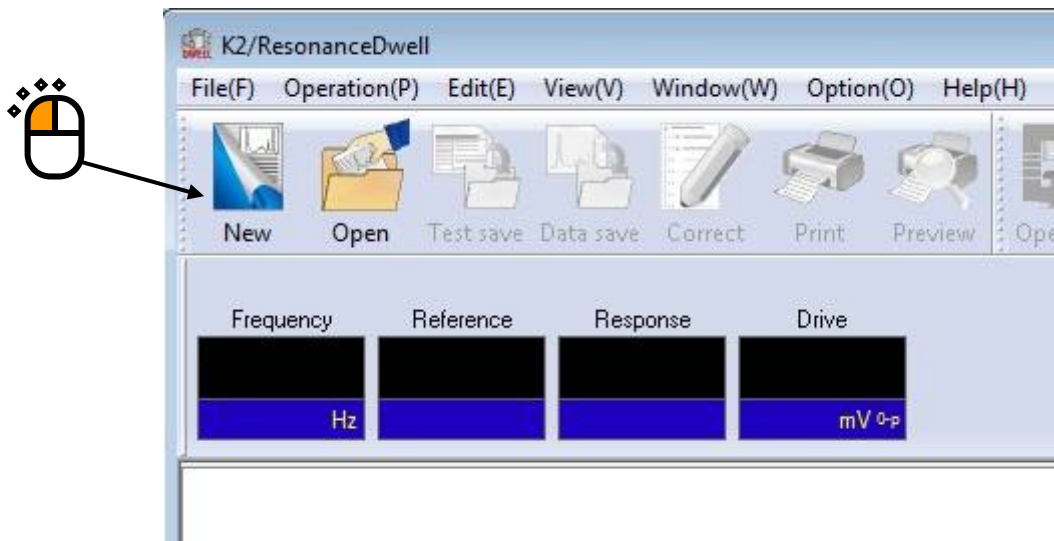 K2/ResonanceDwell
File(F) Operation(P) Edit(E) View(V) Window(W) Option(O) Help(H)
New Open Test save Data save Correct Print Preview Ope
Frequency Reference Response Drive
Hz mV 0-p